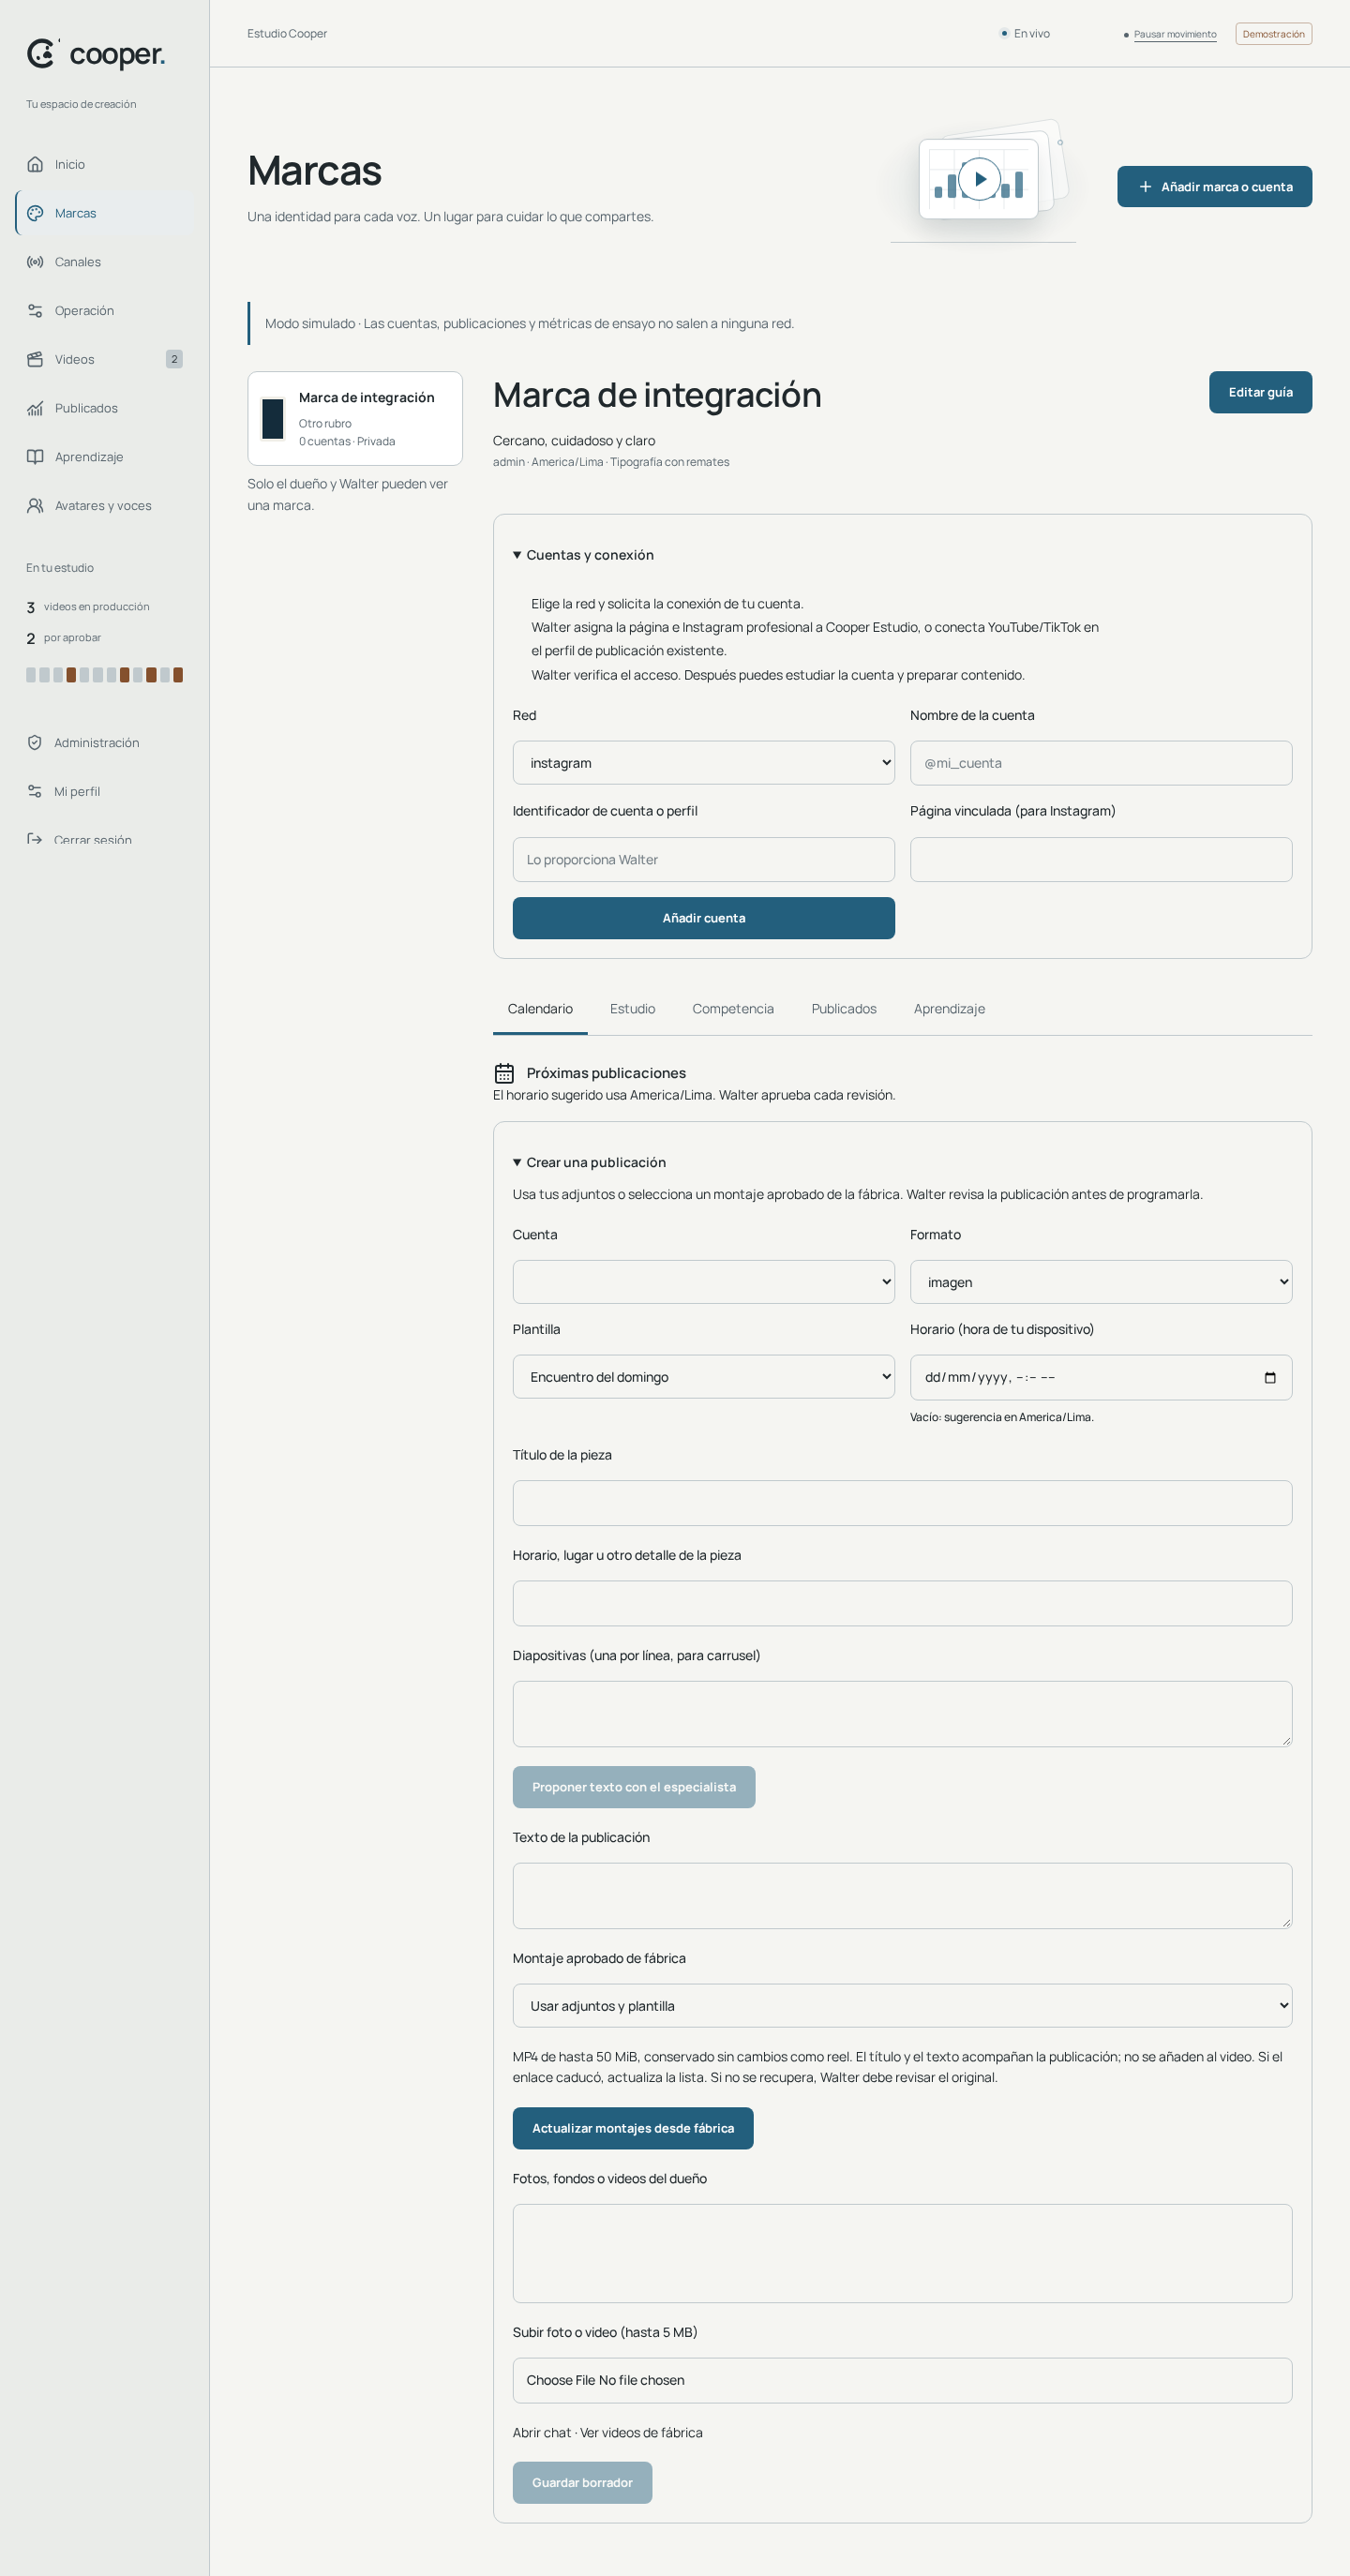 cooper.
Tu espacio de creación
Inicio
Marcas
Canales
Operación
Videos
2
Publicados
Aprendizaje
Avatares y voces
En tu estudio
3 videos en producción
2 por aprobar
Administración
Mi perfil
Cerrar sesión
Estudio Cooper
En vivo
Pausar movimiento
Demostración
Marcas
Una identidad para cada voz. Un lugar para cuidar lo que compartes.
Añadir marca o cuenta
Modo simulado · Las cuentas, publicaciones y métricas de ensayo no salen a ninguna red.
Marca de integración
Otro rubro
0 cuentas · Privada
Solo el dueño y Walter pueden ver
una marca.
Marca de integración
Editar guía
Cercano, cuidadoso y claro
admin · America/Lima · Tipografía con remates
Cuentas y conexión
Elige la red y solicita la conexión de tu cuenta.
Walter asigna la página e Instagram profesional a Cooper Estudio, o conecta YouTube/TikTok en
el perfil de publicación existente.
Walter verifica el acceso. Después puedes estudiar la cuenta y preparar contenido.
Red
Nombre de la cuenta
instagram
@mi_cuenta
Identificador de cuenta o perfil
Página vinculada (para Instagram)
Lo proporciona Walter
Añadir cuenta
Calendario
Estudio
Competencia
Publicados
Aprendizaje
Próximas publicaciones
El horario sugerido usa America/Lima. Walter aprueba cada revisión.
Crear una publicación
Usa tus adjuntos o selecciona un montaje aprobado de la fábrica. Walter revisa la publicación antes de programarla.
Cuenta
Formato
imagen
Plantilla
Horario (hora de tu dispositivo)
Encuentro del domingo
dd/mm/yyyy, --:-- --
Vacío: sugerencia en America/Lima.
Título de la pieza
Horario, lugar u otro detalle de la pieza
Diapositivas (una por línea, para carrusel)
Proponer texto con el especialista
Texto de la publicación
Montaje aprobado de fábrica
Usar adjuntos y plantilla
MP4 de hasta 50 MiB, conservado sin cambios como reel. El título y el texto acompañan la publicación; no se añaden al video. Si el
enlace caducó, actualiza la lista. Si no se recupera, Walter debe revisar el original.
Actualizar montajes desde fábrica
Fotos, fondos o videos del dueño
Subir foto o video (hasta 5 MB)
Choose File No file chosen
Abrir chat · Ver videos de fábrica
Guardar borrador